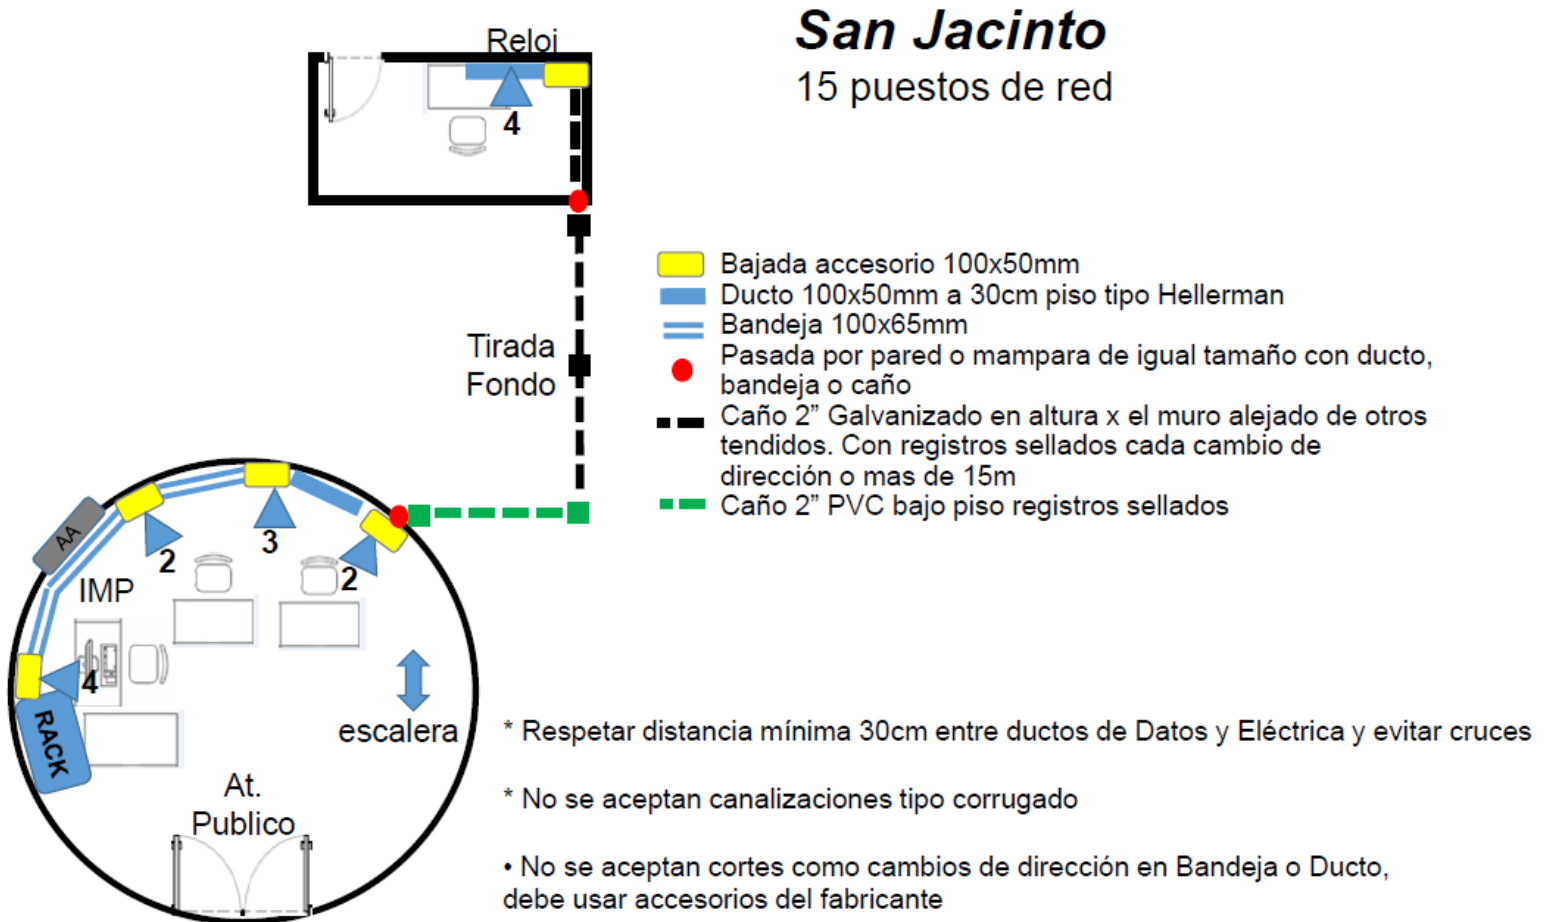 San Jacinto
15 puestos de red
Reloj
4
Bajada accesorio 100x50mm
Ducto 100x50mm a 30cm piso tipo Hellerman
Bandeja 100x65mm
Pasada por pared o mampara de igual tamaño con ducto,
bandeja o caño
Caño 2” Galvanizado en altura x el muro alejado de otros
tendidos. Con registros sellados cada cambio de
dirección o mas de 15m
Caño 2” PVC bajo piso registros sellados
Tirada
Fondo
AA
2
3
2
IMP
4
RACK
escalera
At.
Publico
* Respetar distancia mínima 30cm entre ductos de Datos y Eléctrica y evitar cruces
* No se aceptan canalizaciones tipo corrugado
• No se aceptan cortes como cambios de dirección en Bandeja o Ducto,
debe usar accesorios del fabricante